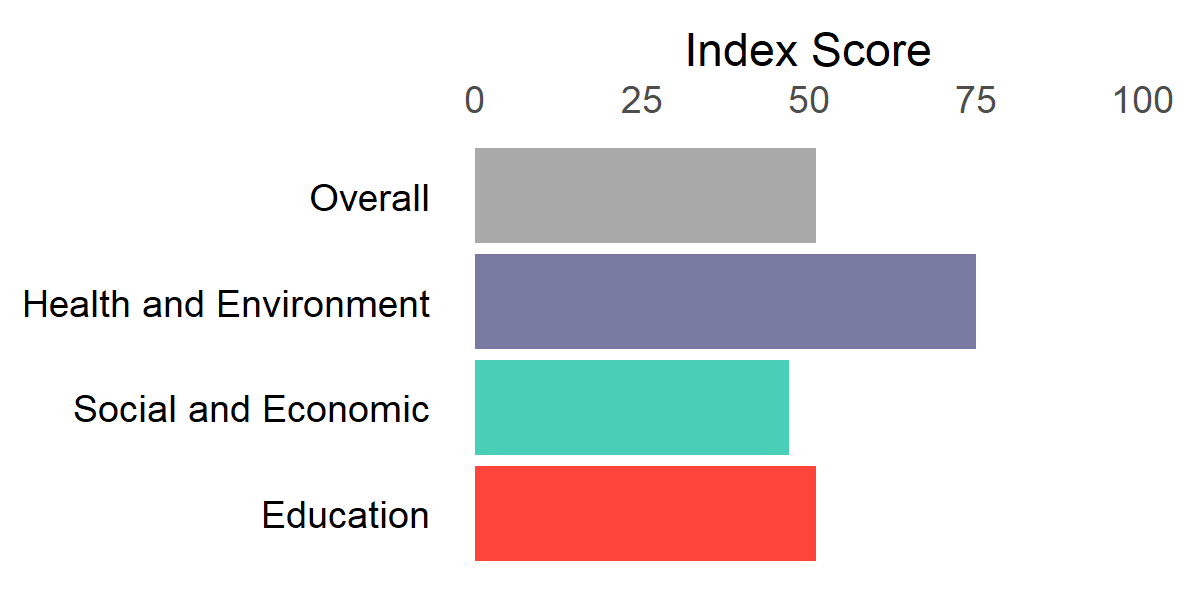 Index Score
0 25 50 75 100
Overall
Health and Environment
Social and Economic
Education